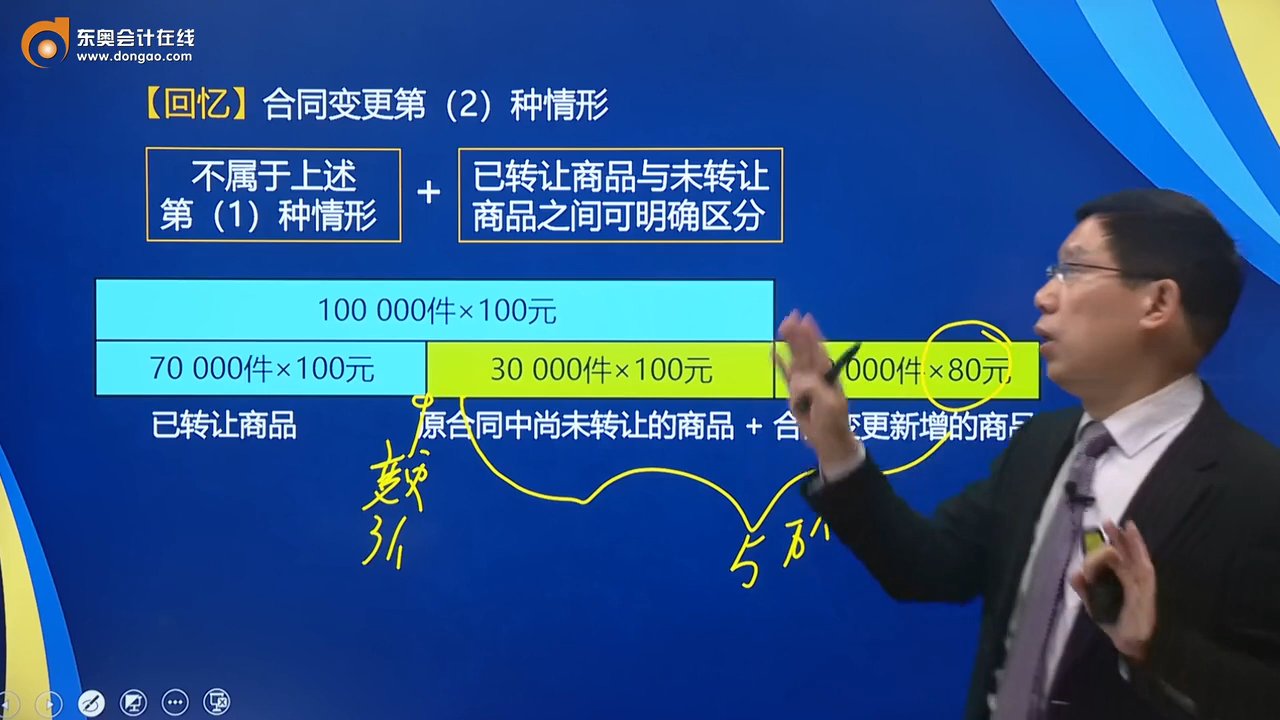 东奥会计在线
www.dongao.com
【回忆】合同变更第（2）种情形
不属于上述
第（1）种情形
+
已转让商品与未转让
商品之间可明确区分
100 000件×100元
70 000件×100元
30 000件×100元
000件×80元
已转让商品
原合同中尚未转让的商品 + 合
变更新增的商品
3/1
5万个